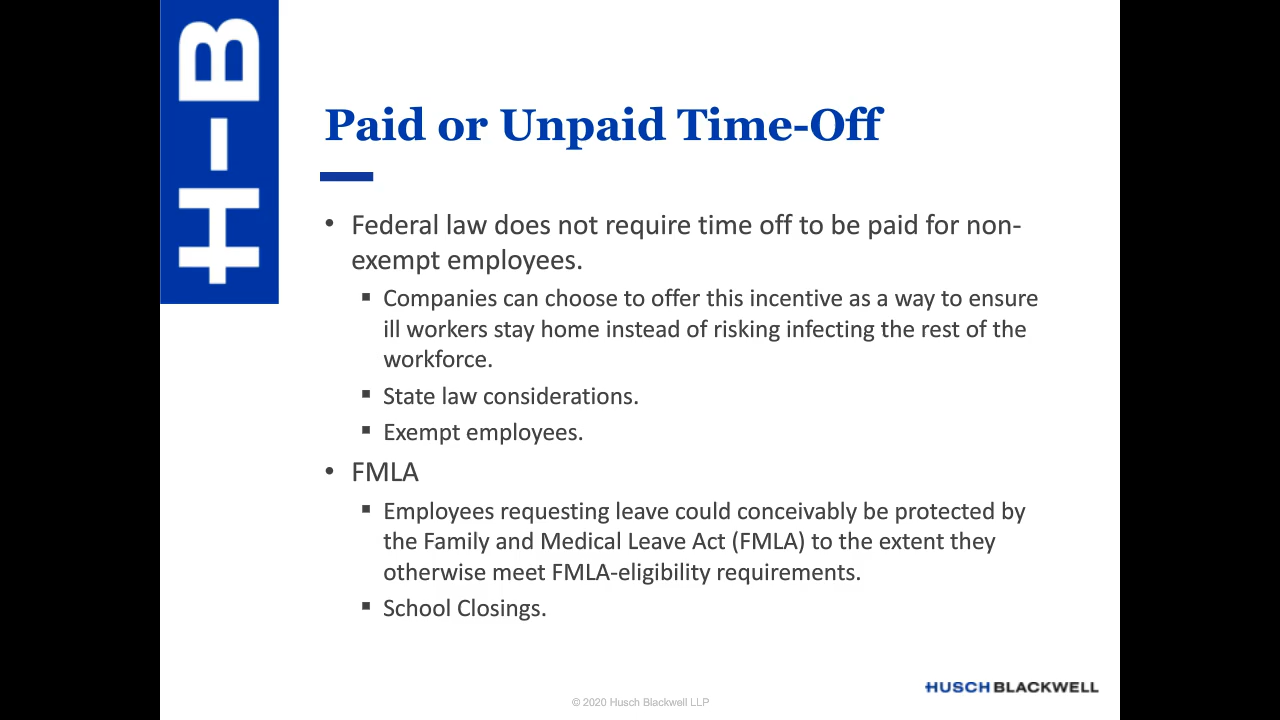 H-B
Paid or Unpaid Time-Off
• Federal law does not require time off to be paid for non-
exempt employees.
▪ Companies can choose to offer this incentive as a way to ensure
ill workers stay home instead of risking infecting the rest of the
workforce.
▪ State law considerations.
▪ Exempt employees.
• FMLA
▪ Employees requesting leave could conceivably be protected by
the Family and Medical Leave Act (FMLA) to the extent they
otherwise meet FMLA-eligibility requirements.
▪ School Closings.
HUSCH BLACKWELL
© 2020 Husch Blackwell LLP